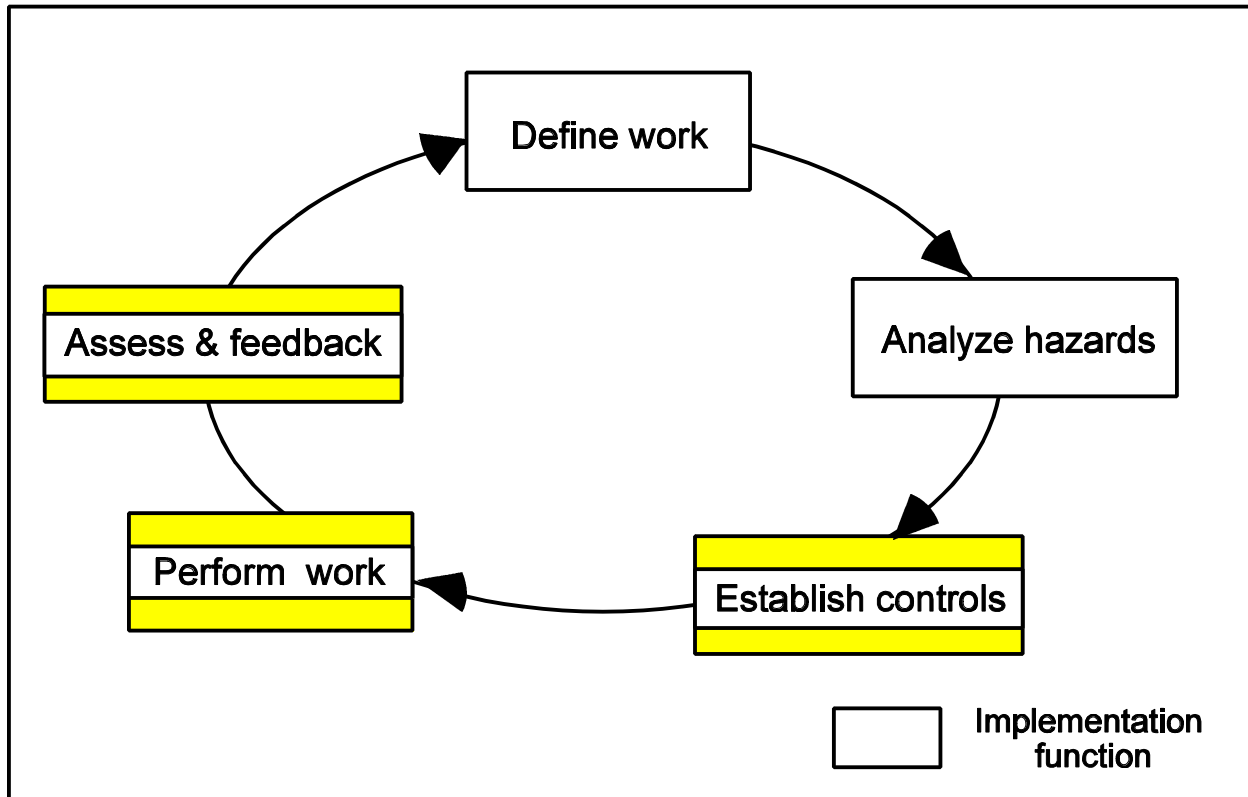 Define work
Analyze hazards
Establish controls
Perform work
Assess & feedback
Implementation
function